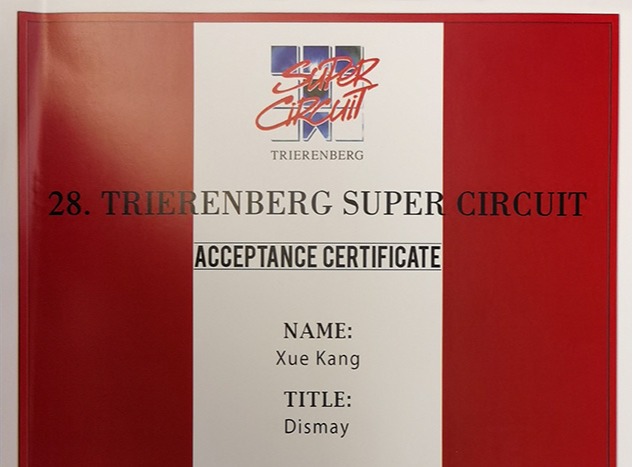 SUPER
CIRCUIT
TRIERENBERG
28. TRIERENBERG SUPER CIRCUIT
ACCEPTANCE CERTIFICATE
NAME:
Xue Kang
TITLE:
Dismay